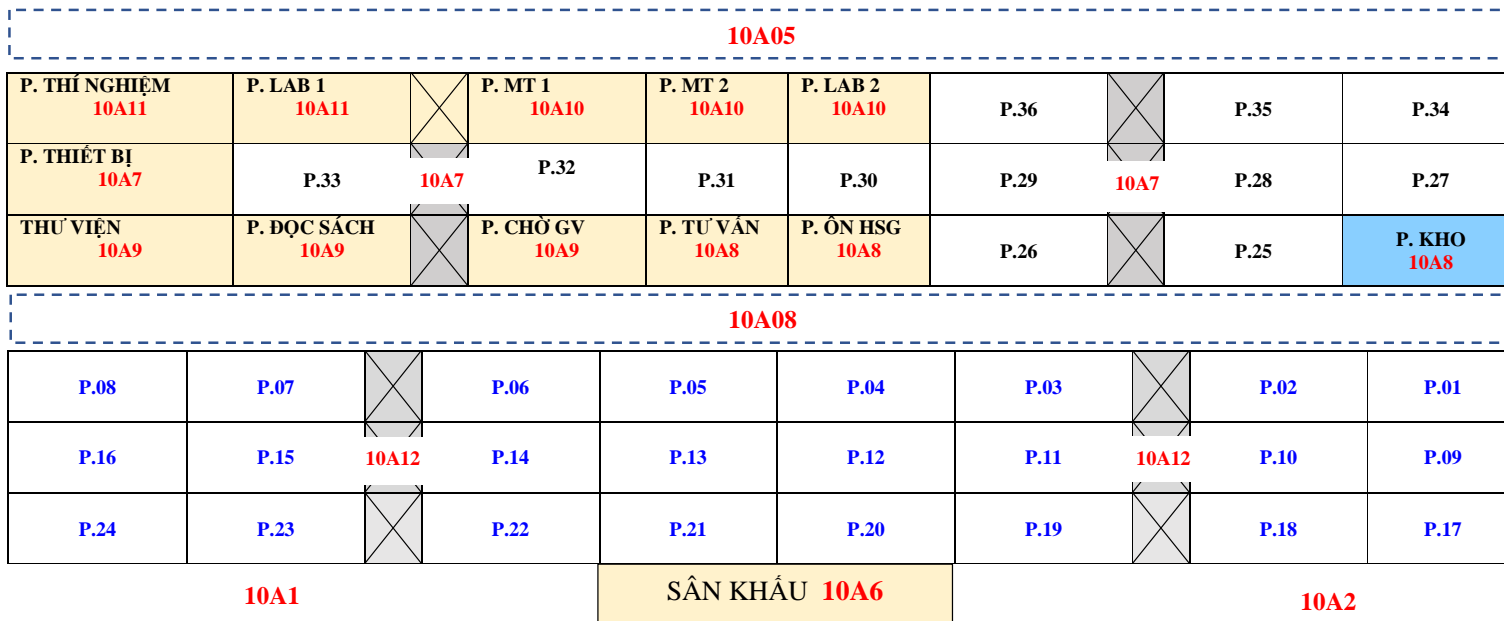 10A05
P. THÍ NGHIỆM
10A11
P. LAB 1
10A11
P. MT 1
10A10
P. MT 2
10A10
P. LAB 2
10A10
P.36
P.35
P.34
P. THIẾT BỊ
10A7
P.33
10A7
P.32
P.31
P.30
P.29
10A7
P.28
P.27
THƯ VIỆN
10A9
P. ĐỌC SÁCH
10A9
P. CHỜ GV
10A9
P. TƯ VẤN
10A8
P. ÔN HSG
10A8
P.26
P.25
P. KHO
10A8
10A08
P.08
P.07
P.06
P.05
P.04
P.03
P.02
P.01
P.16
P.15
10A12
P.14
P.13
P.12
P.11
10A12
P.10
P.09
P.24
P.23
P.22
P.21
P.20
P.19
P.18
P.17
10A1
SÂN KHẤU 10A6
10A2